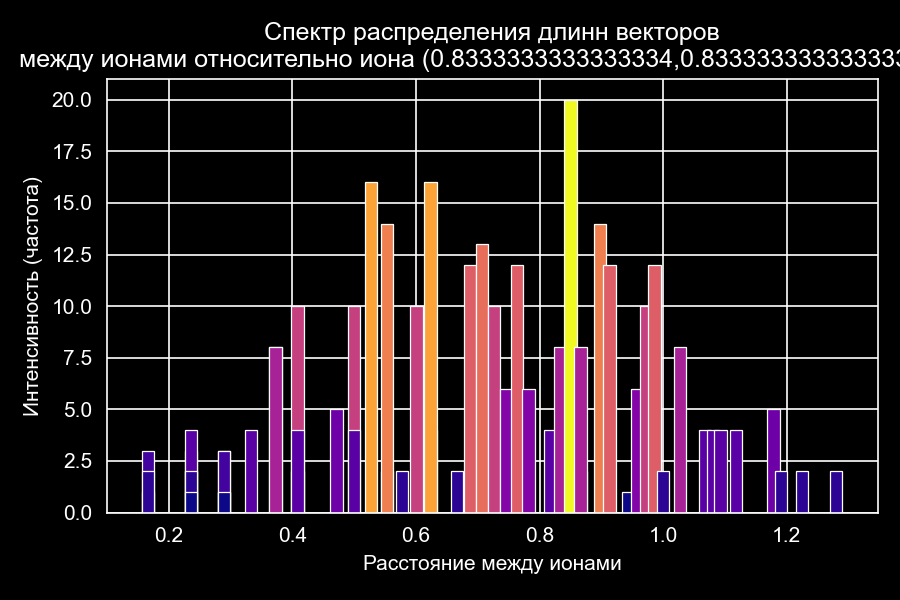 Спектр распределения длинн векторов
между ионами относительно иона (0.8333333333333334,0.833333333333333
20.0
17.5
15.0
12.5
10.0
7.5
5.0
2.5
0.0
Интенсивность (частота)
0.2 0.4 0.6 0.8 1.0 1.2
Расстояние между ионами